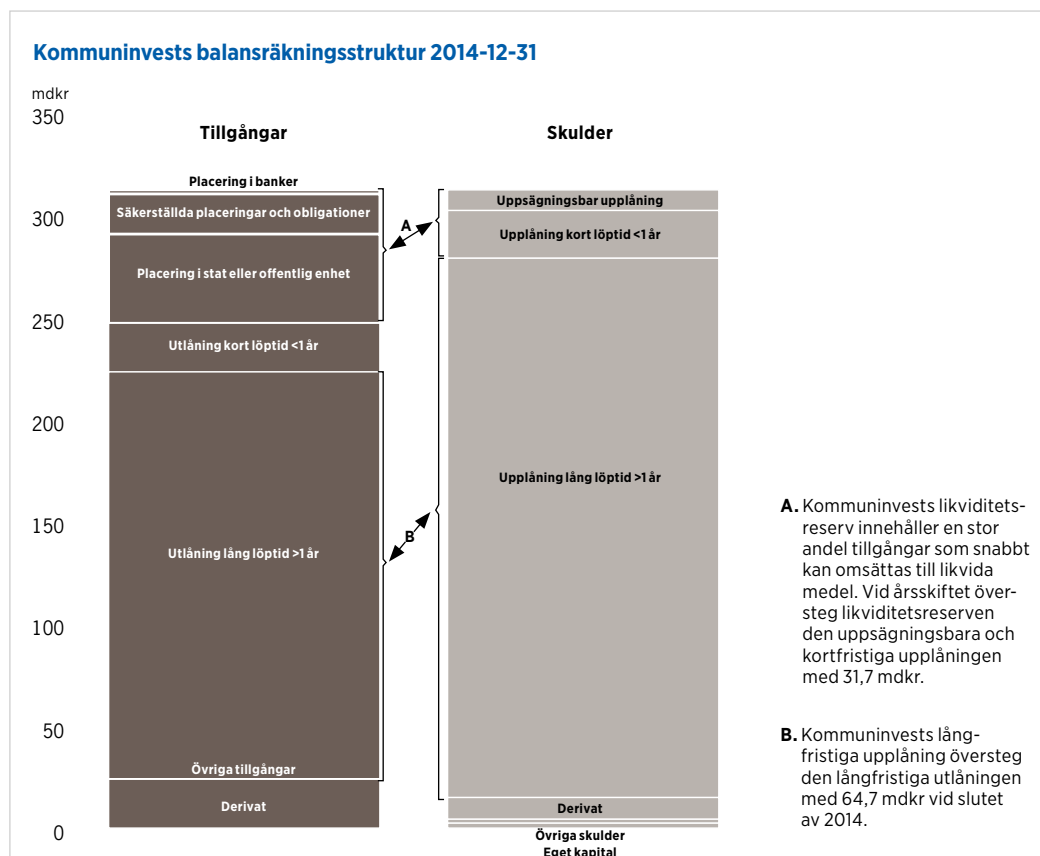 Kommuninvests balansräkningsstruktur 2014-12-31
mdkr
350
300
250
200
150
100
50
0
Tillgångar
Placering i banker
Säkerställda placeringar och obligationer
Placering i stat eller offentlig enhet
Utlåning kort löptid <1 år
Utlåning lång löptid >1 år
Övriga tillgångar
Derivat
A
B
Skulder
Uppsägningsbar upplåning
Upplåning kort löptid <1 år
Upplåning lång löptid >1 år
Derivat
Övriga skulder
Eget kapital
A. Kommuninvests likviditets-
reserv innehåller en stor
andel tillgångar som snabbt
kan omsättas till likvida
medel. Vid årsskiftet över-
steg likviditetsreserven
den uppsägningsbara och
kortfristiga upplåningen
med 31,7 mdkr.
B. Kommuninvests lång-
fristiga upplåning översteg
den långfristiga utlåningen
med 64,7 mdkr vid slutet
av 2014.